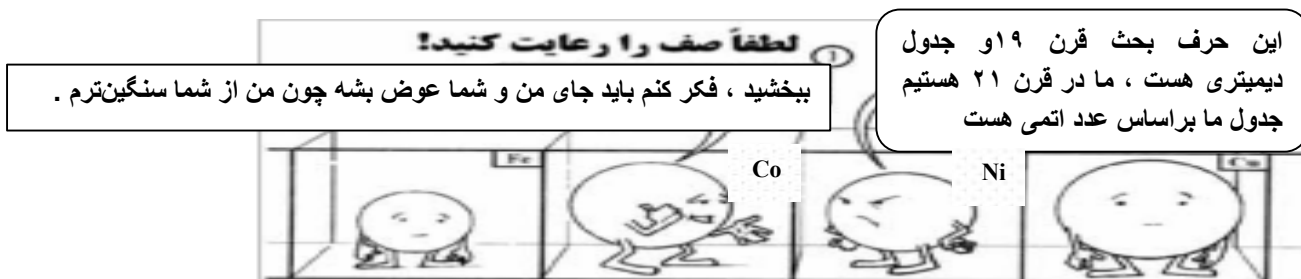 لطفاً صف را رعایت کنید!
1
این حرف بحث قرن ۱۹و جدول
دیمیتری هست ، ما در قرن ۲۱ هستیم
جدول ما براساس عدد اتمی هست
ببخشید ، فکر کنم باید جای من و شما عوض بشه چون من از شما سنگین‌ترم .
Fe
Co
Ni
Cu